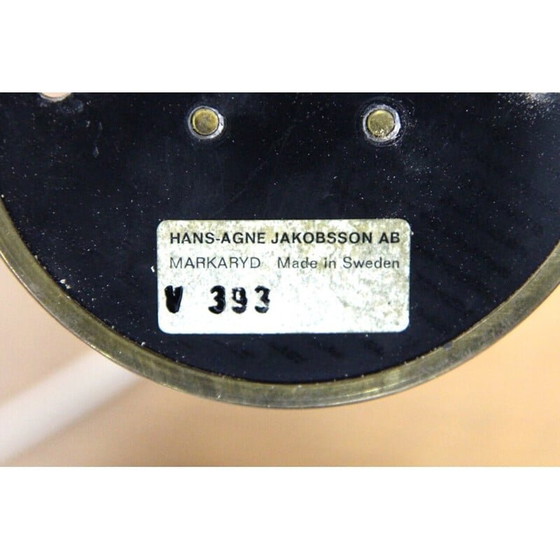 HANS-AGNE JAKOBSSON AB
MARKARYD Made in Sweden
V 393